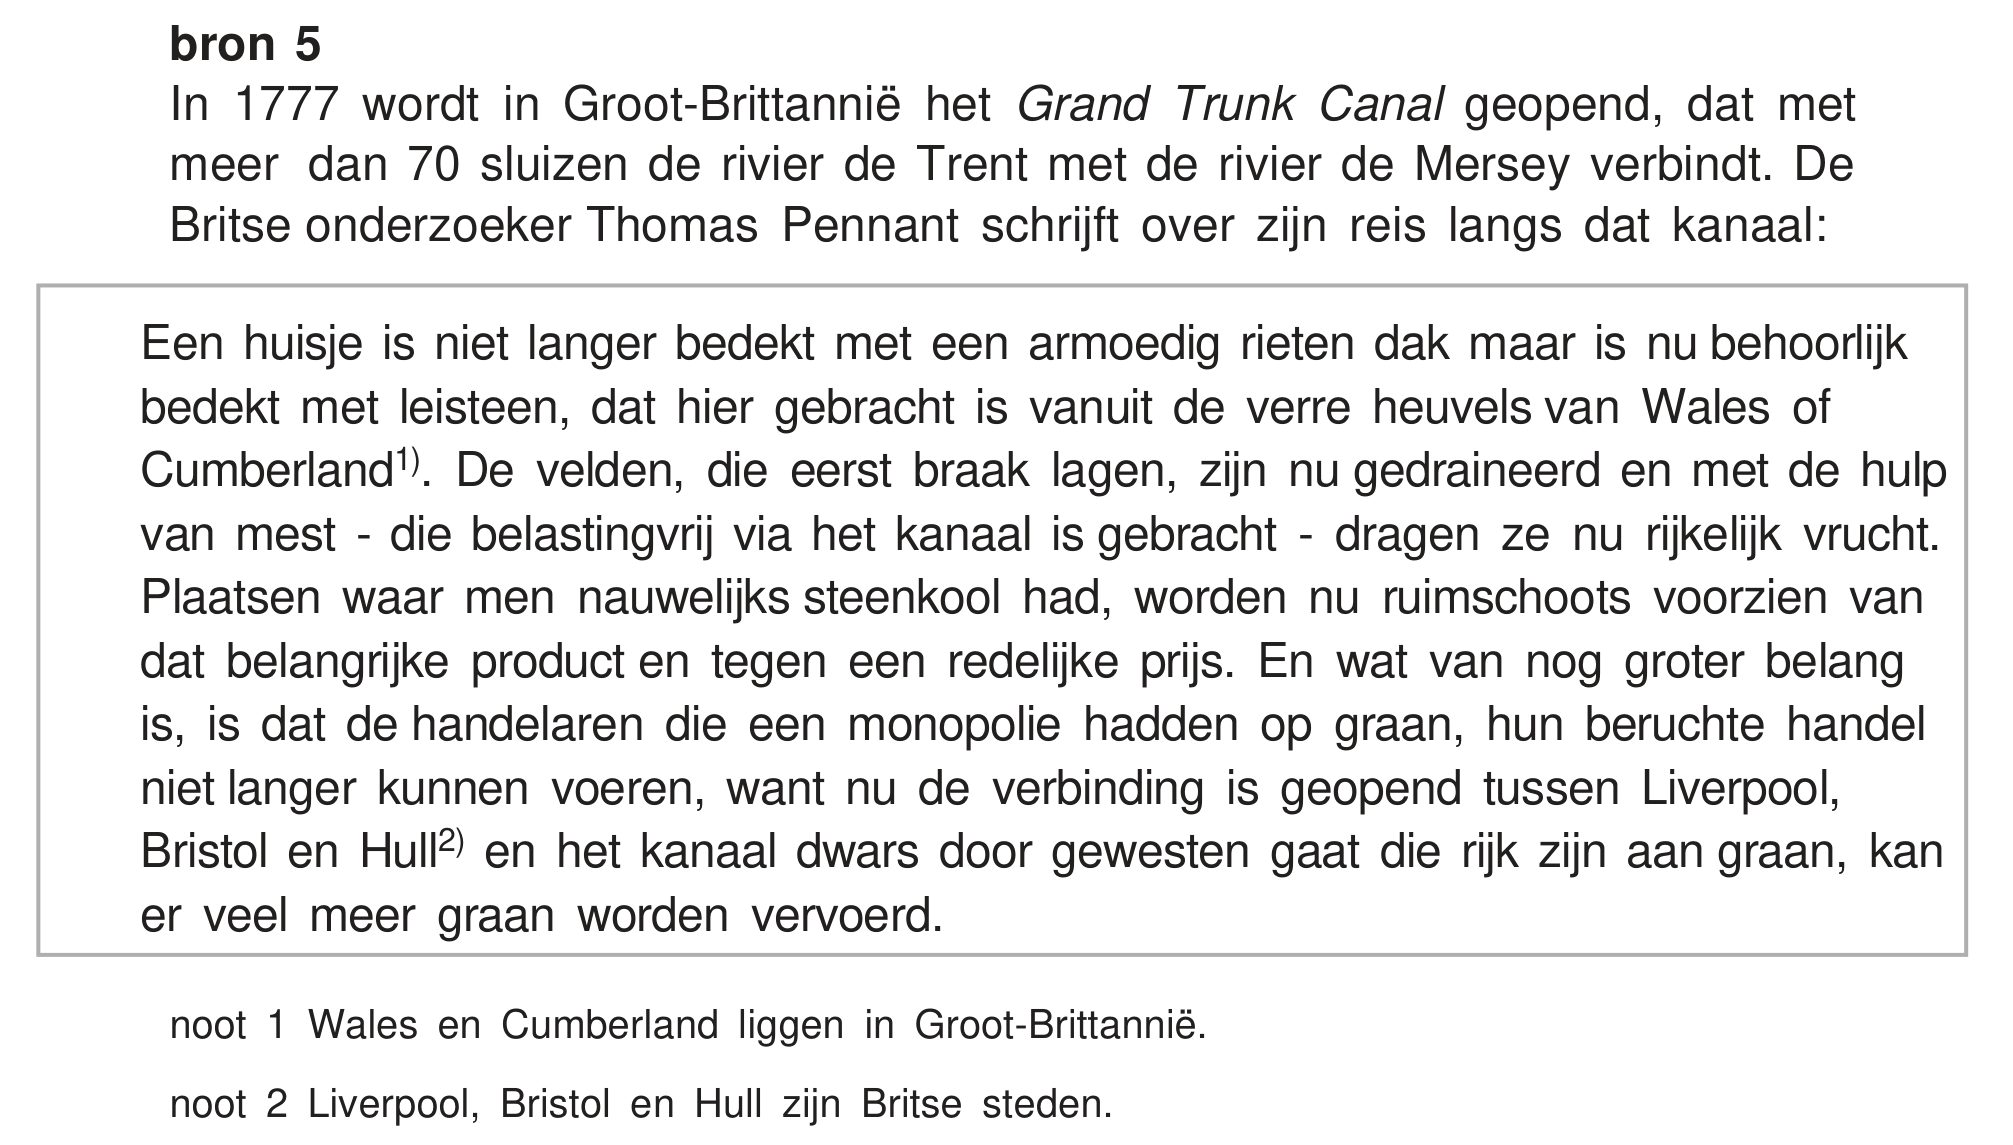 bron 5
In 1777 wordt in Groot-Brittannië het Grand Trunk Canal geopend, dat met
meer dan 70 sluizen de rivier de Trent met de rivier de Mersey verbindt. De
Britse onderzoeker Thomas Pennant schrijft over zijn reis langs dat kanaal:
Een huisje is niet langer bedekt met een armoedig rieten dak maar is nu behoorlijk
bedekt met leisteen, dat hier gebracht is vanuit de verre heuvels van Wales of
Cumberland1). De velden, die eerst braak lagen, zijn nu gedraineerd en met de hulp
van mest - die belastingvrij via het kanaal is gebracht - dragen ze nu rijkelijk vrucht.
Plaatsen waar men nauwelijks steenkool had, worden nu ruimschoots voorzien van
dat belangrijke product en tegen een redelijke prijs. En wat van nog groter belang
is, is dat de handelaren die een monopolie hadden op graan, hun beruchte handel
niet langer kunnen voeren, want nu de verbinding is geopend tussen Liverpool,
Bristol en Hull2) en het kanaal dwars door gewesten gaat die rijk zijn aan graan, kan
er veel meer graan worden vervoerd.
noot 1 Wales en Cumberland liggen in Groot-Brittannië.
noot 2 Liverpool, Bristol en Hull zijn Britse steden.